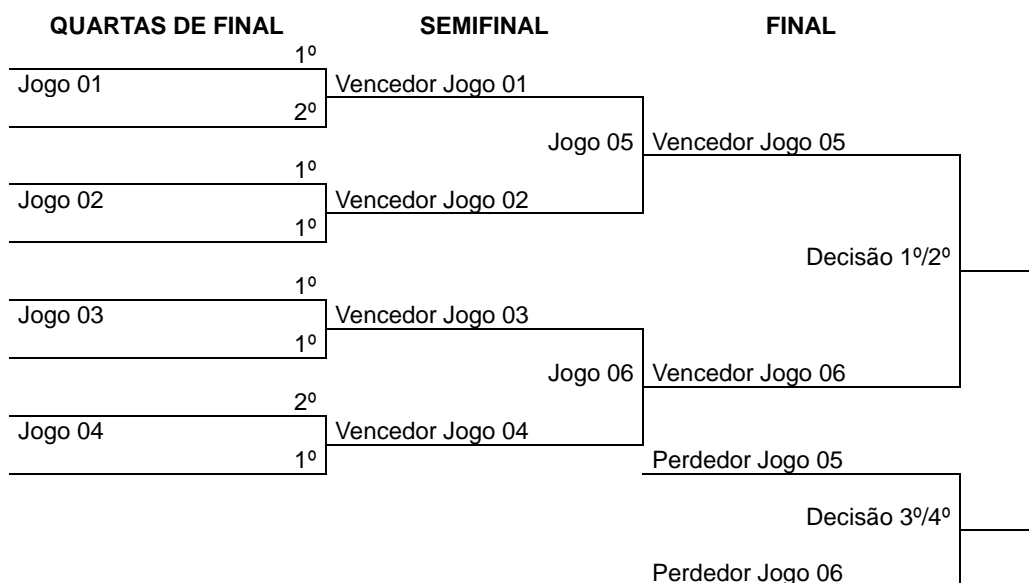 QUARTAS DE FINAL SEMIFINAL FINAL
1º
Jogo 01 Vencedor Jogo 01
2º
Jogo 05 Vencedor Jogo 05
1º
Jogo 02 Vencedor Jogo 02
1º
Decisão 1º/2º
1º
Jogo 03 Vencedor Jogo 03
1º
Jogo 06 Vencedor Jogo 06
2º
Jogo 04 Vencedor Jogo 04
1º Perdedor Jogo 05
Decisão 3º/4º
Perdedor Jogo 06